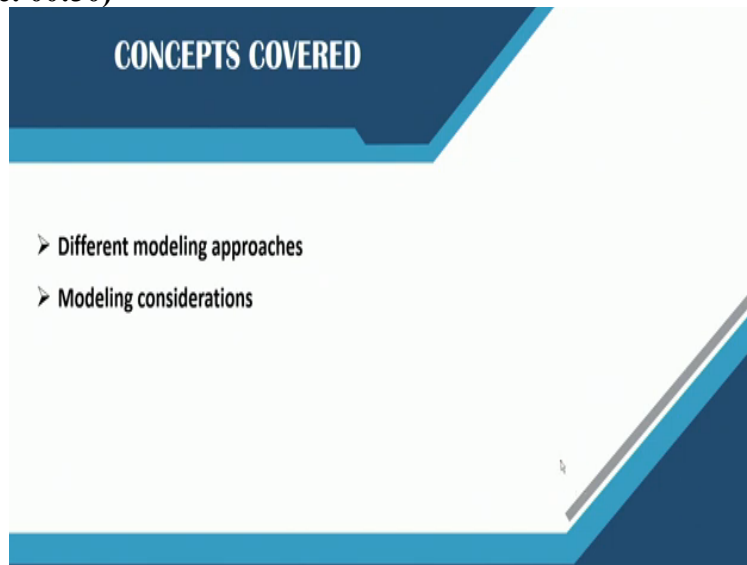 CONCEPTS COVERED
➢ Different modeling approaches
➢ Modeling considerations